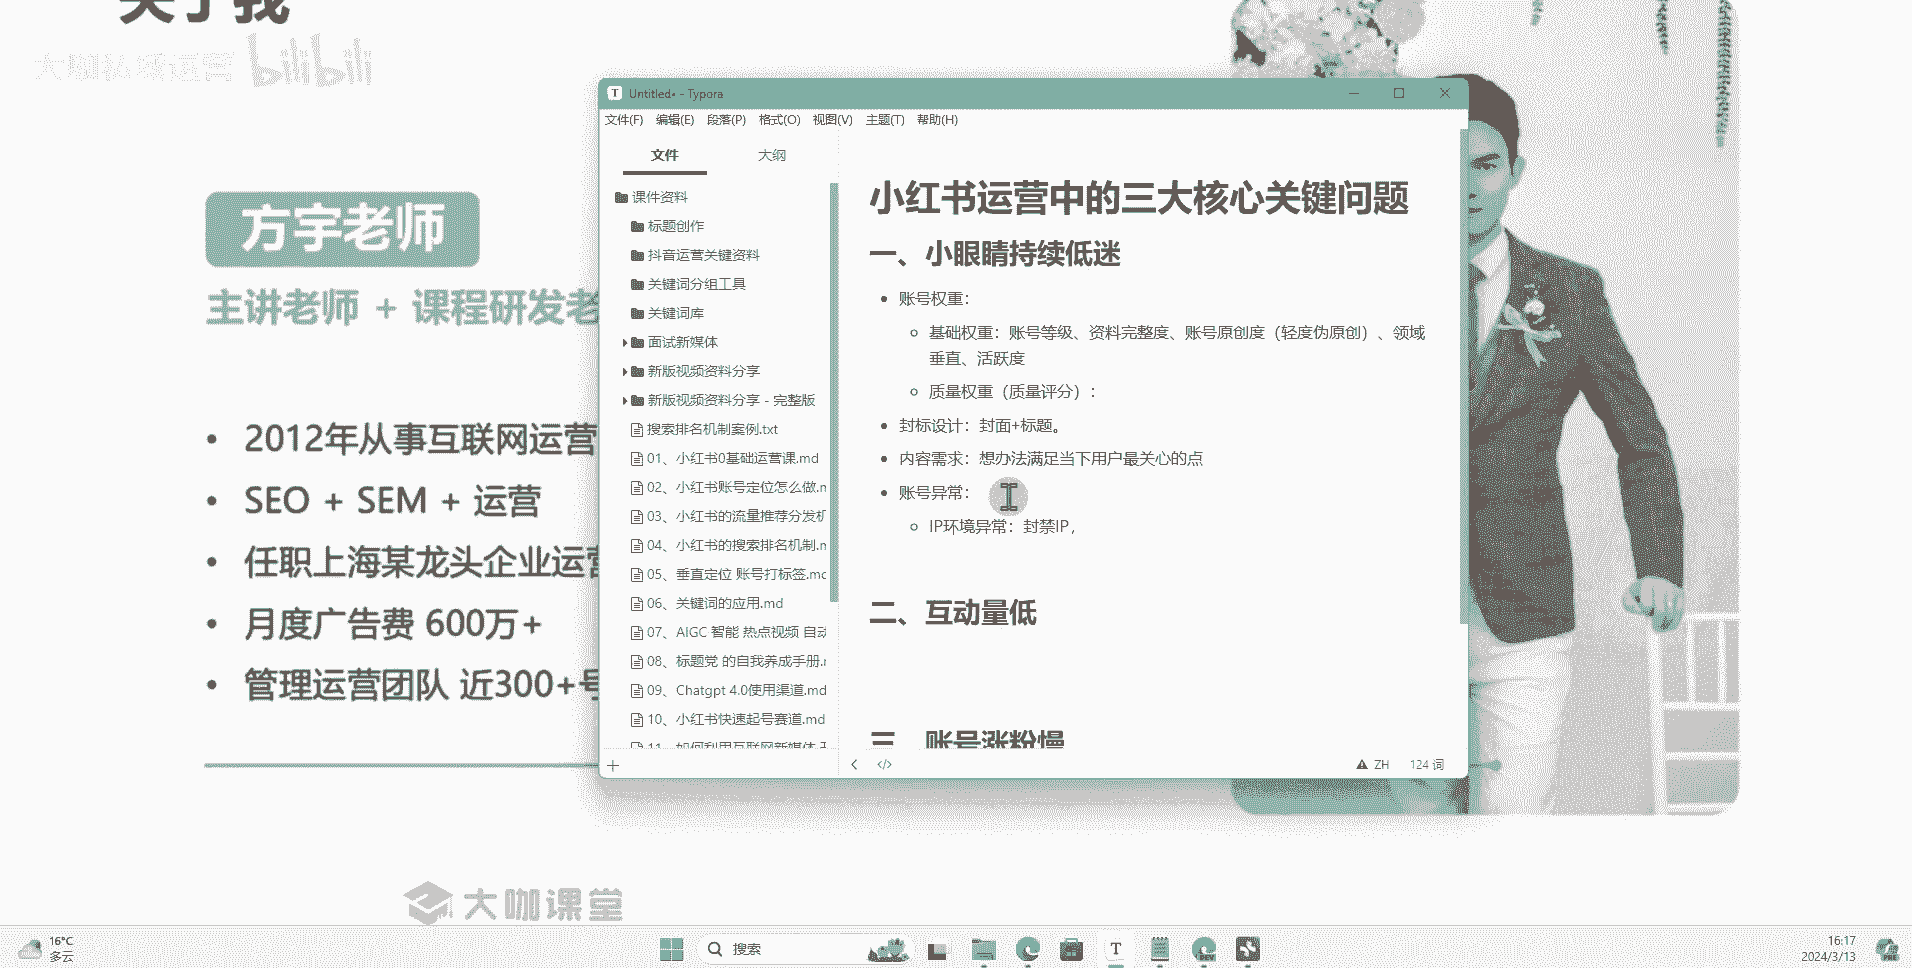 关于我
大咖私域运营 bilibili
方宇老师
主讲老师 + 课程研发老
2012年从事互联网运营
SEO + SEM + 运营
任职上海某龙头企业运营
月度广告费 600万+
管理运营团队 近300+号
大咖课堂
Untitled• - Typora
文件(F) 编辑(E) 段落(P) 格式(O) 视图(V) 主题(T) 帮助(H)
文件 大纲
课件资料
标题创作
抖音运营关键资料
关键词分组工具
关键词库
面试新媒体
新版视频资料分享
新版视频资料分享 - 完整版
搜索排名机制案例.txt
01、小红书0基础运营课.md
02、小红书账号定位怎么做.m
03、小红书的流量推荐分发机
04、小红书的搜索排名机制.m
05、垂直定位 账号打标签.md
06、关键词的应用.md
07、AIGC 智能 热点视频 自动
08、标题党 的自我养成手册.m
09、Chatgpt 4.0使用渠道.md
10、小红书快速起号赛道.md
11、如何利用互联网新媒体
小红书运营中的三大核心关键问题
一、小眼睛持续低迷
账号权重：
基础权重：账号等级、资料完整度、账号原创度（轻度伪原创）、领域
垂直、活跃度
质量权重（质量评分）：
封标设计：封面+标题。
内容需求：想办法满足当下用户最关心的点
账号异常：
IP环境异常：封禁IP，
二、互动量低
三、账号涨粉慢
ZH 124 词
16°C
多云
搜索
16:17
2024/3/13